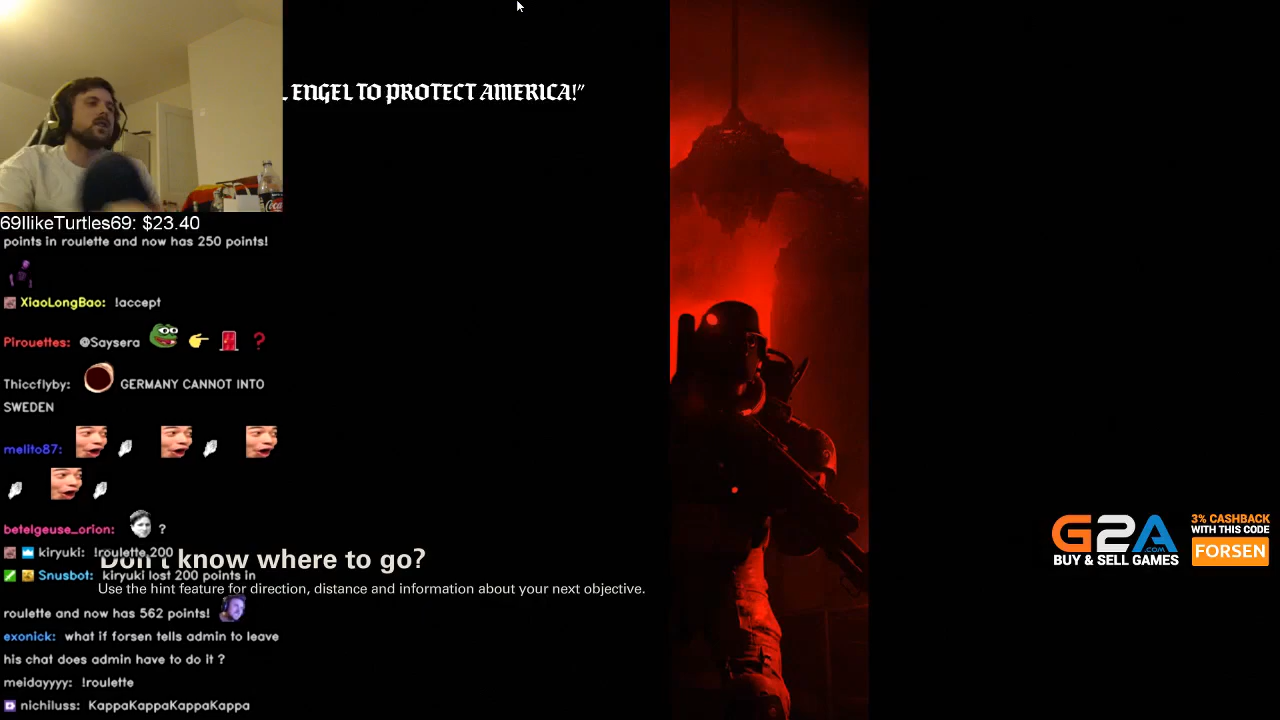 ENGEL TO PROTECT AMERICA!"
69IlikeTurtles69: $23.40
points in roulette and now has 250 points!
XiaoLongBao: !accept
Pirouettes: @Saysera
Thiccflyby: GERMANY CANNOT INTO
SWEDEN
melito87:
betelgeuse_orion: ?
kiryuki: !roulette 200
Don't know where to go?
Snusbot: kiryuki lost 200 points in
Use the hint feature for direction, distance and information about your next objective.
roulette and now has 562 points!
exonick: what if forsen tells admin to leave
his chat does admin have to do it ?
meidayyyy: !roulette
nichiluss: KappaKappaKappaKappa
G2A
.COM
BUY & SELL GAMES
3% CASHBACK
WITH THIS CODE
FORSEN